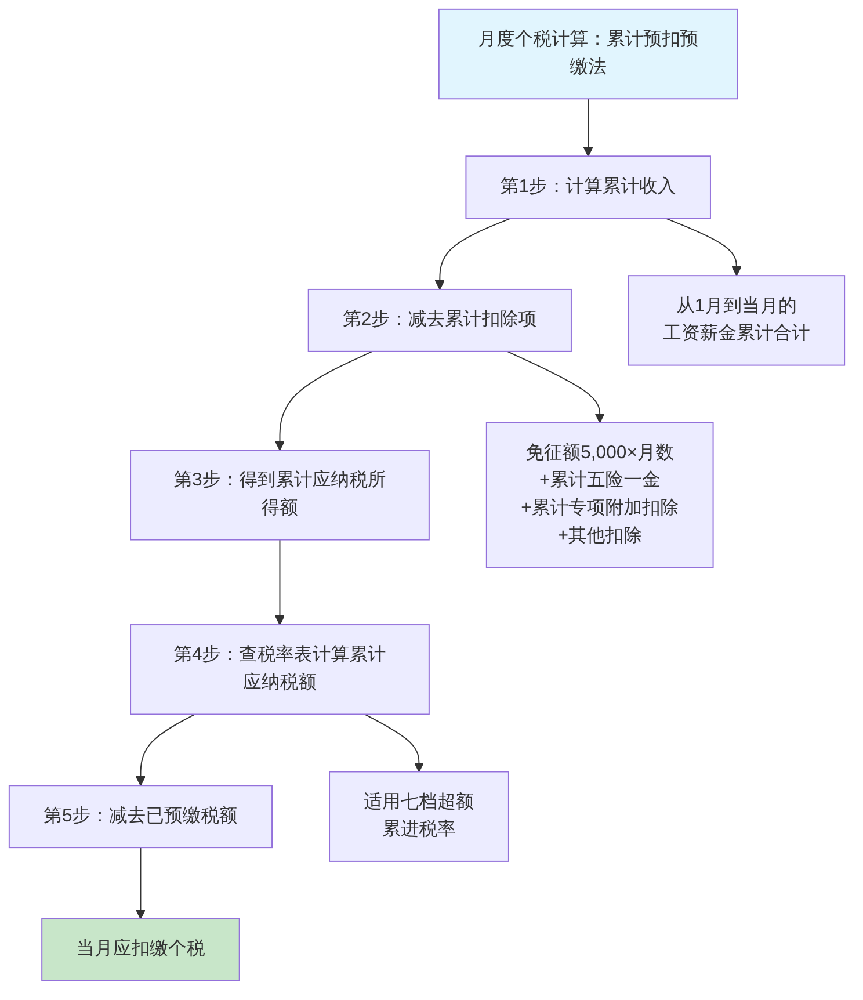 月度个税计算：累计预扣预
缴法
第1步：计算累计收入
从1月到当月的
工资薪金累计合计
第2步：减去累计扣除项
免征额5,000×月数
+累计五险一金
+累计专项附加扣除
+其他扣除
第3步：得到累计应纳税所
得额
第4步：查税率表计算累计
应纳税额
适用七档超额
累进税率
第5步：减去已预缴税额
当月应扣缴个税